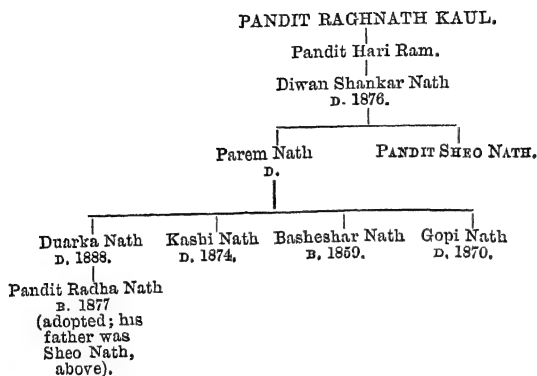 PANDIT RAGHNATH KAUL.
Pandit Hari Ram.
Diwan Shankar Nath
D. 1876.
Parem Nath
D.
PANDIT SHEO NATH.
Duarka Nath
D. 1888.
Kashi Nath
D. 1874.
Basheshar Nath
B. 1859.
Gopi Nath
D. 1870.
Pandit Radha Nath
B. 1877
(adopted; his
father was
Sheo Nath,
above).